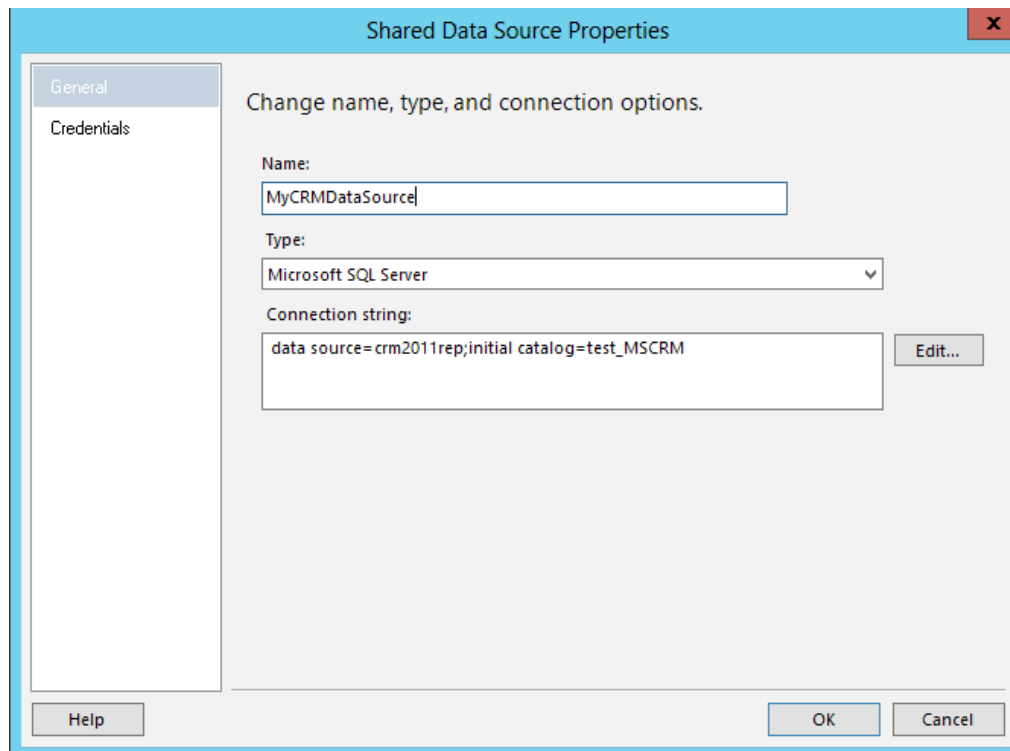 Shared Data Source Properties
x
General
Credentials
Change name, type, and connection options.
Name:
MyCRMDataSource
Type:
Microsoft SQL Server
Connection string:
data source=crm2011rep;initial catalog=test_MSCRM
Edit...
Help
OK
Cancel